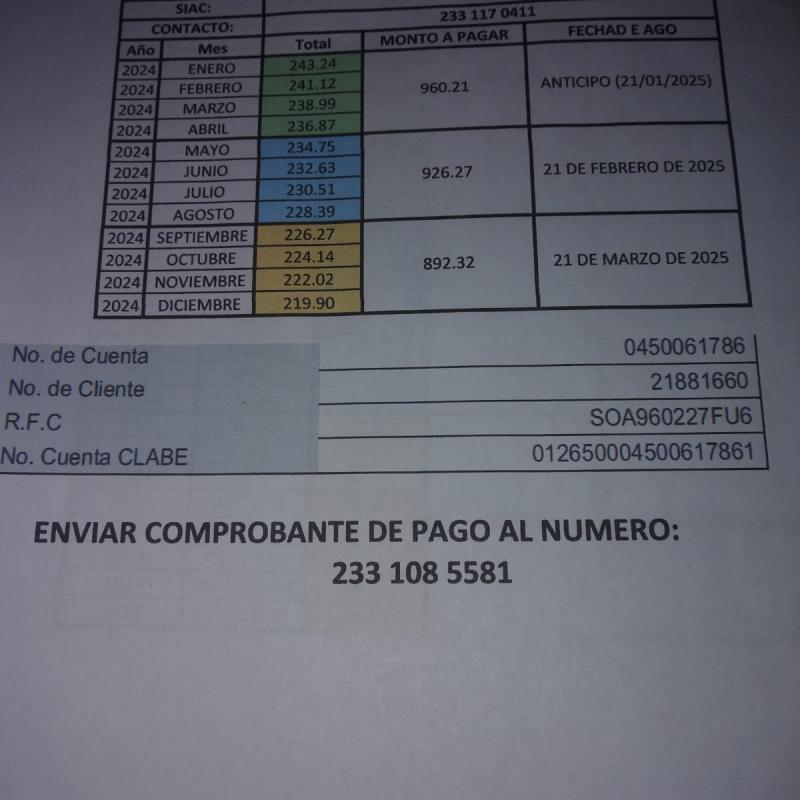 SIAC:
CONTACTO: 233 117 0411
Año Mes Total MONTO A PAGAR FECHAD E AGO
2024 ENERO 243.24
2024 FEBRERO 241.12
2024 MARZO 238.99
2024 ABRIL 236.87
960.21 ANTICIPO (21/01/2025)
2024 MAYO 234.75
2024 JUNIO 232.63
2024 JULIO 230.51
2024 AGOSTO 228.39
926.27 21 DE FEBRERO DE 2025
2024 SEPTIEMBRE 226.27
2024 OCTUBRE 224.14
2024 NOVIEMBRE 222.02
2024 DICIEMBRE 219.90
892.32 21 DE MARZO DE 2025
No. de Cuenta 0450061786
No. de Cliente 21881660
R.F.C SOA960227FU6
No. Cuenta CLABE 012650004500617861
ENVIAR COMPROBANTE DE PAGO AL NUMERO:
233 108 5581